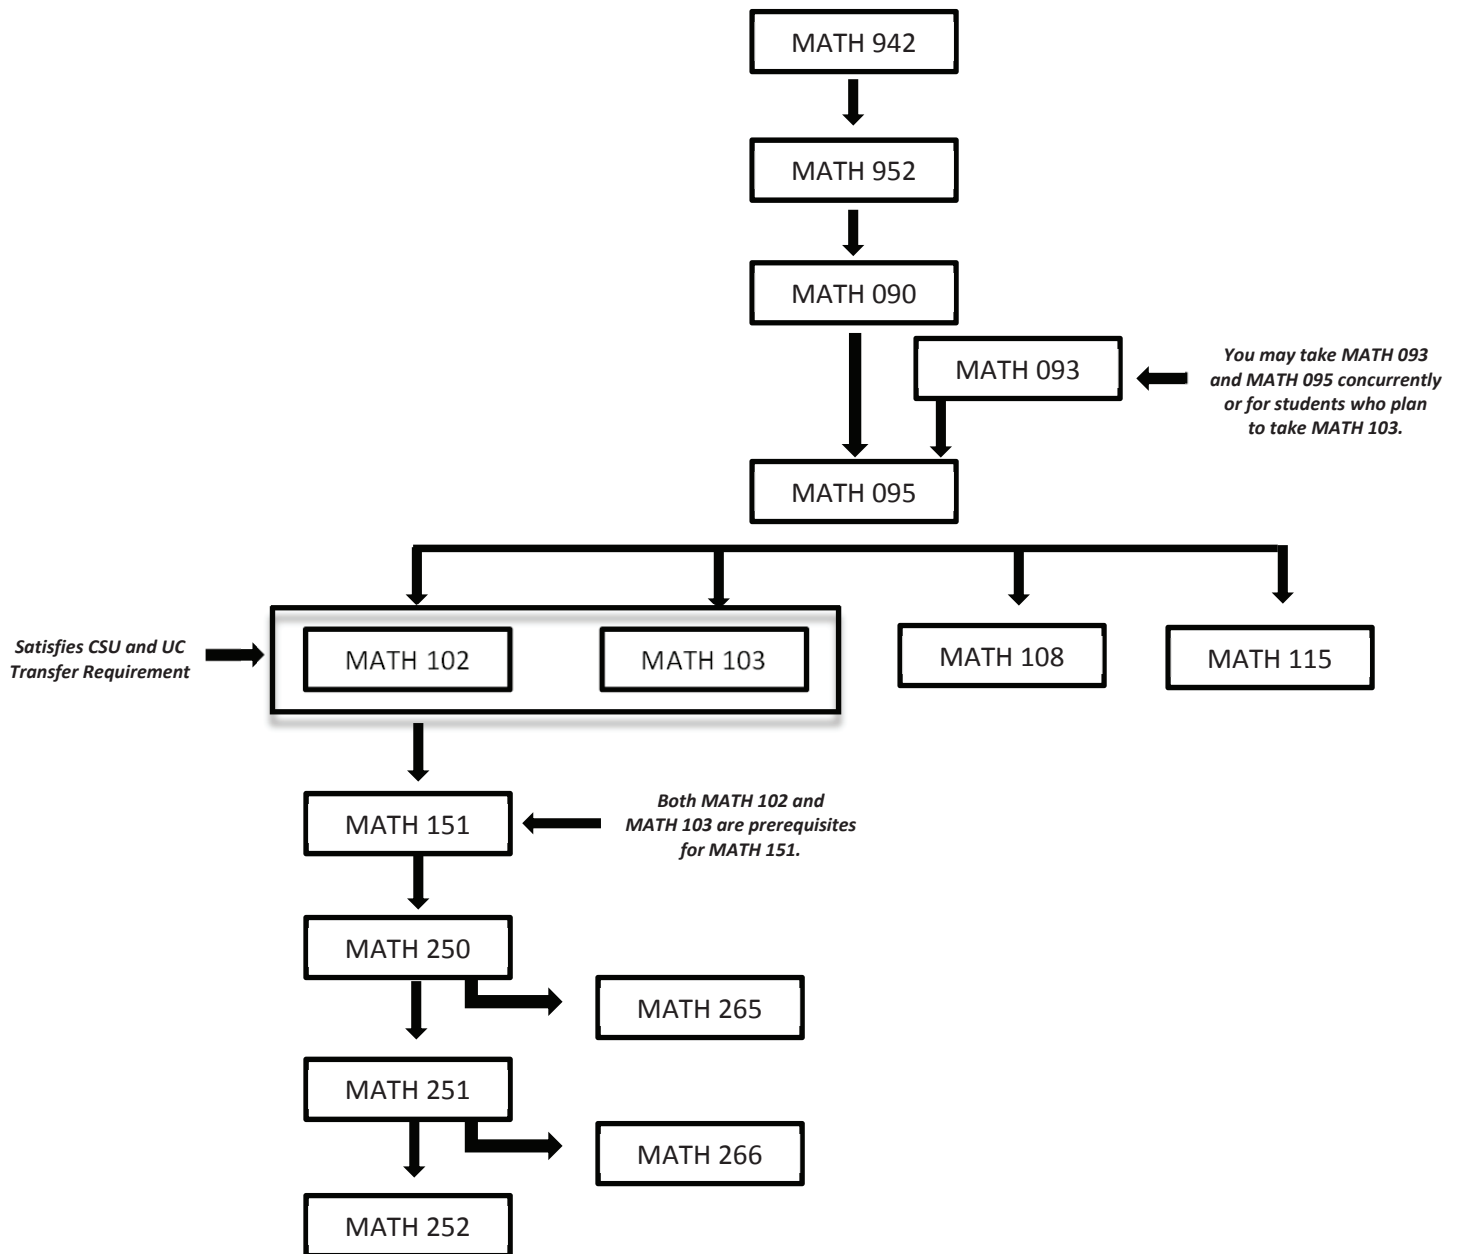 MATH 942
MATH 952
MATH 090
MATH 093
You may take MATH 093
and MATH 095 concurrently
or for students who plan
to take MATH 103.
MATH 095
Satisfies CSU and UC
Transfer Requirement
MATH 102
MATH 103
MATH 108
MATH 115
MATH 151
Both MATH 102 and
MATH 103 are prerequisites
for MATH 151.
MATH 250
MATH 265
MATH 251
MATH 266
MATH 252